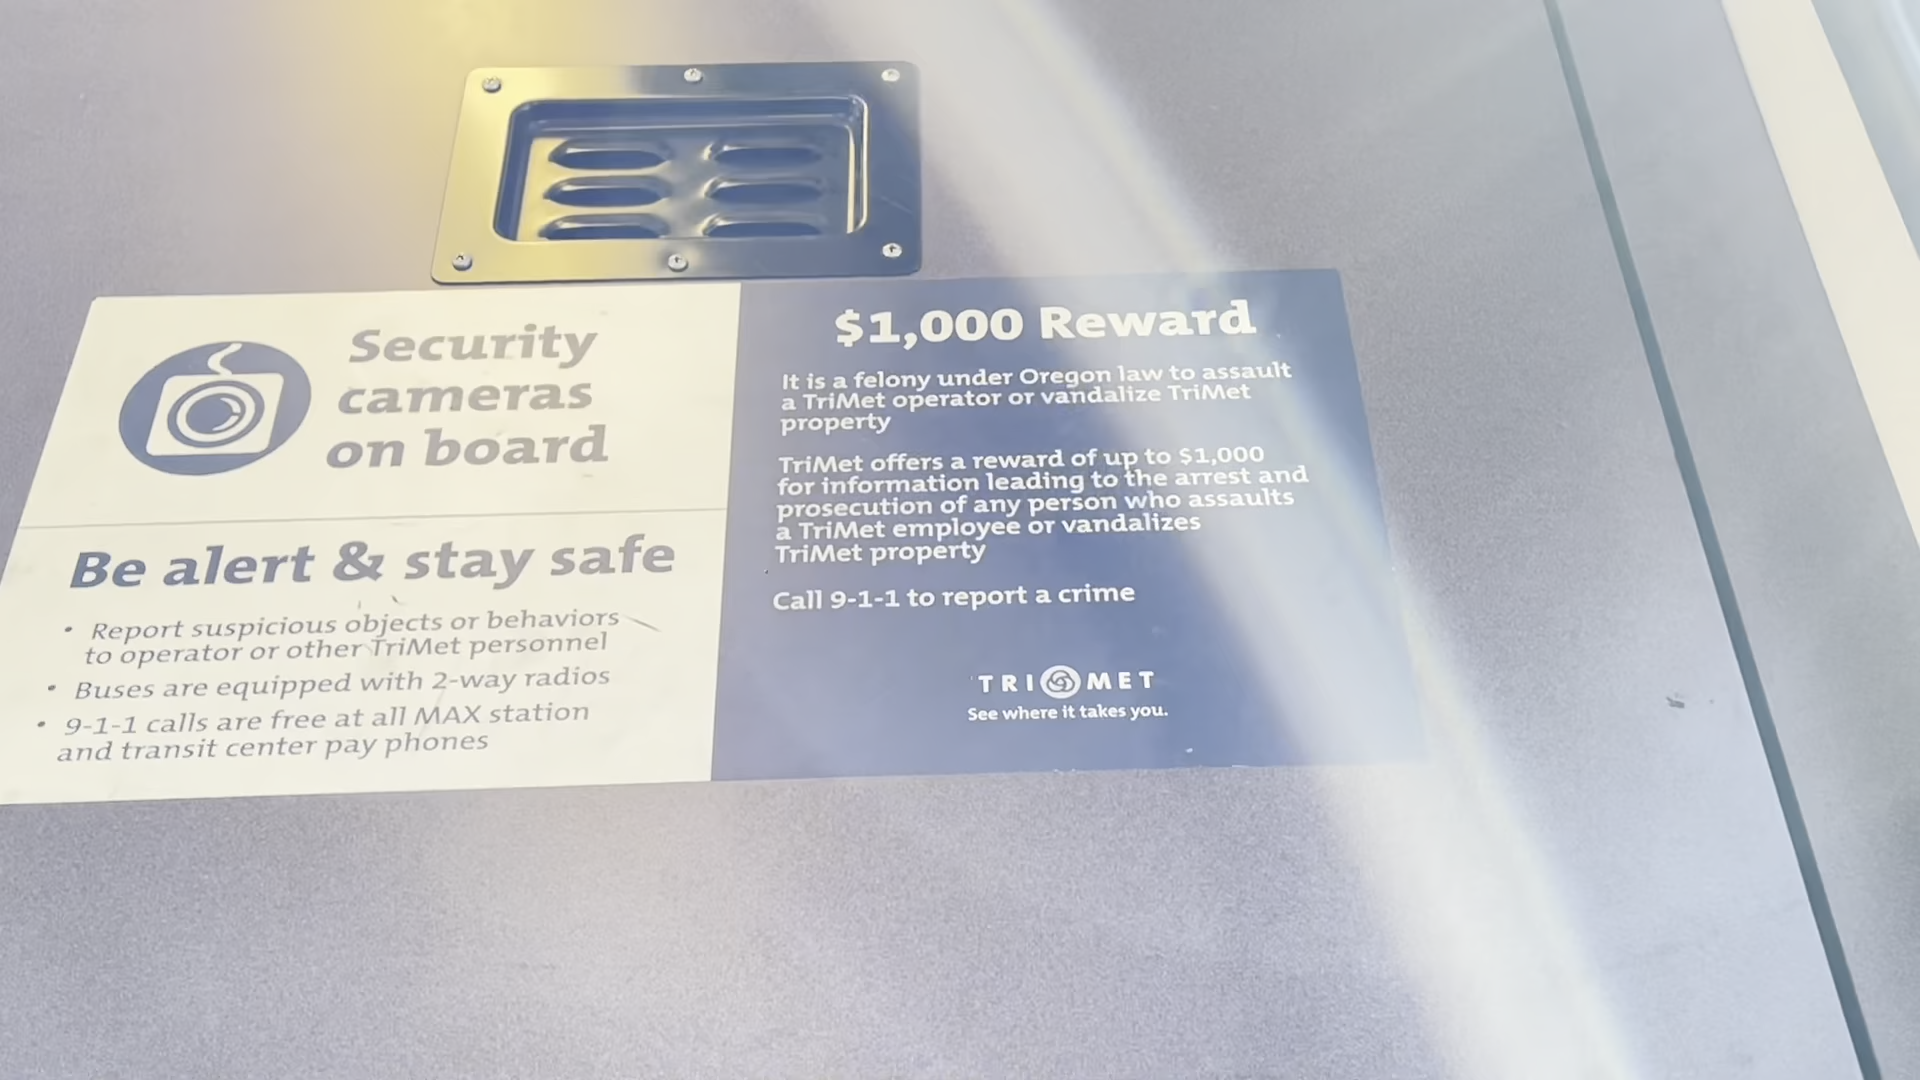 Security
cameras
on board
Be alert & stay safe
• Report suspicious objects or behaviors
to operator or other TriMet personnel
• Buses are equipped with 2-way radios
• 9-1-1 calls are free at all MAX station
and transit center pay phones
$1,000 Reward
It is a felony under Oregon law to assault
a TriMet operator or vandalize TriMet
property
TriMet offers a reward of up to $1,000
for information leading to the arrest and
prosecution of any person who assaults
a TriMet employee or vandalizes
TriMet property
Call 9-1-1 to report a crime
TRI MET
See where it takes you.